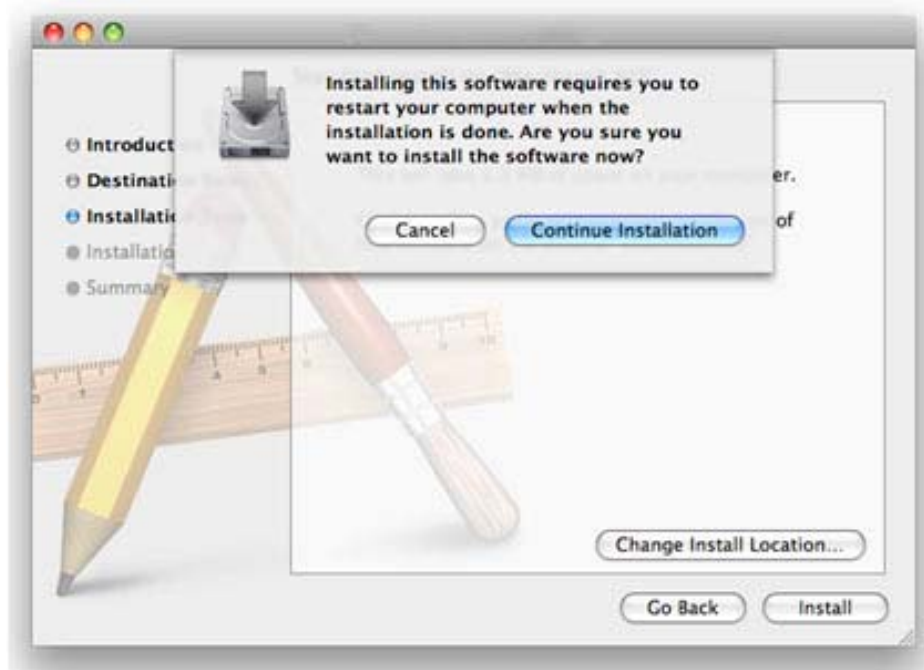 Installing this software requires you to
restart your computer when the
installation is done. Are you sure you
want to install the software now?
Cancel
Continue Installation
Introduct
Destinati
Installatio
Installatio
Summary
er.
of
Change Install Location...
Go Back
Install